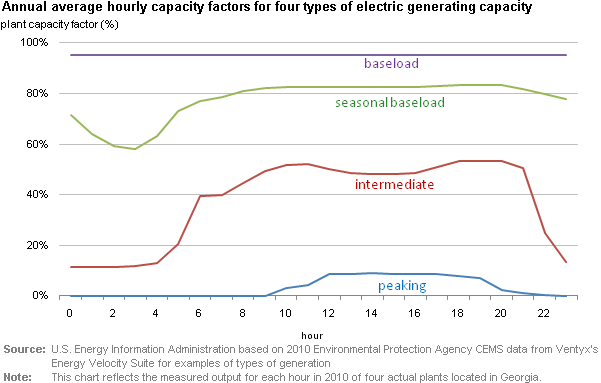 Annual average hourly capacity factors for four types of electric generating capacity
plant capacity factor (%)
100%
baseload
80%
seasonal baseload
60%
40%
intermediate
20%
peaking
0%
0 2 4 6 8 10 12 14 16 18 20 22
hour
Source: U.S. Energy Information Administration based on 2010 Environmental Protection Agency CEMS data from Ventyx's
Energy Velocity Suite for examples of types of generation
Note: This chart reflects the measured output for each hour in 2010 of four actual plants located in Georgia.